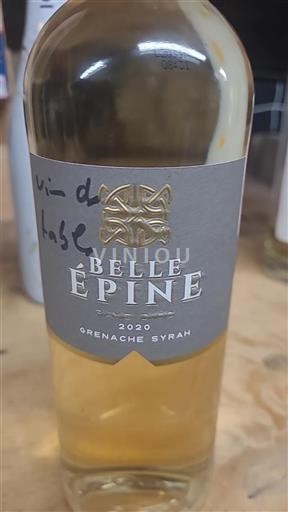 vin de
table
VINIOU
BELLE
ÉPINE
2020
GRENACHE SYRAH